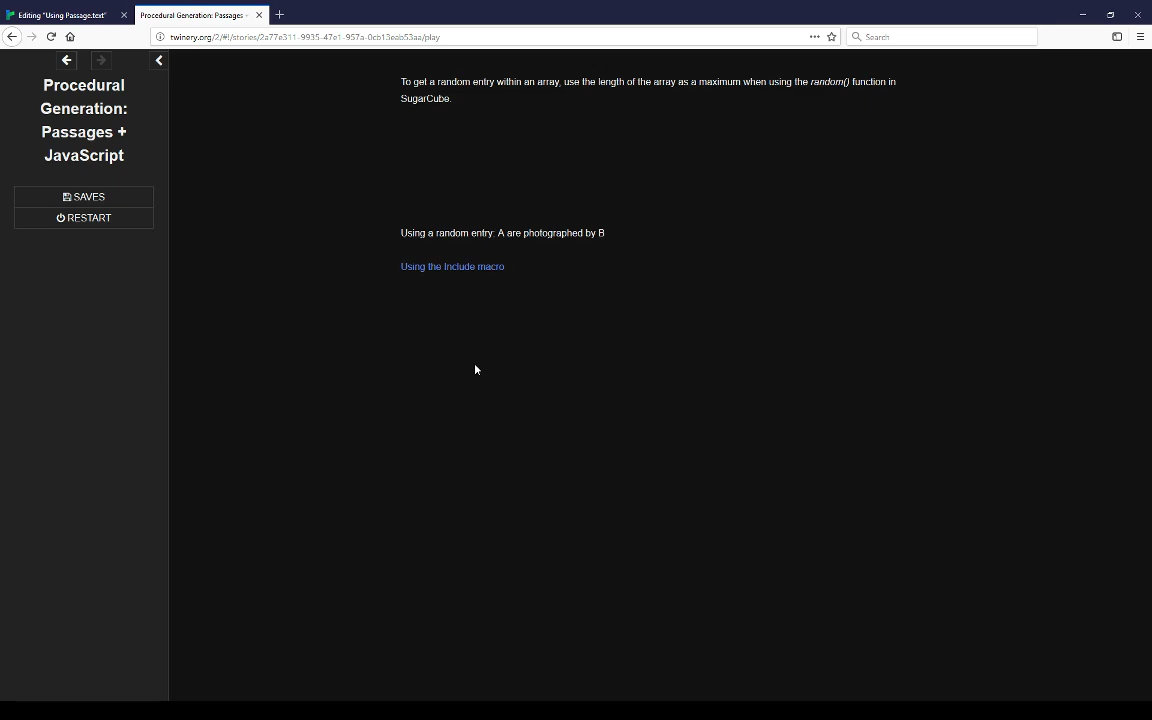 Editing "Using Passage.text"
Procedural Generation: Passages -
twinery.org/2/#!/stories/2a77e311-9935-47e1-957a-0cb13eab53aa/play
Search
Procedural
Generation:
Passages +
JavaScript
SAVES
RESTART
To get a random entry within an array, use the length of the array as a maximum when using the random() function in
SugarCube.
Using a random entry: A are photographed by B
Using the Include macro